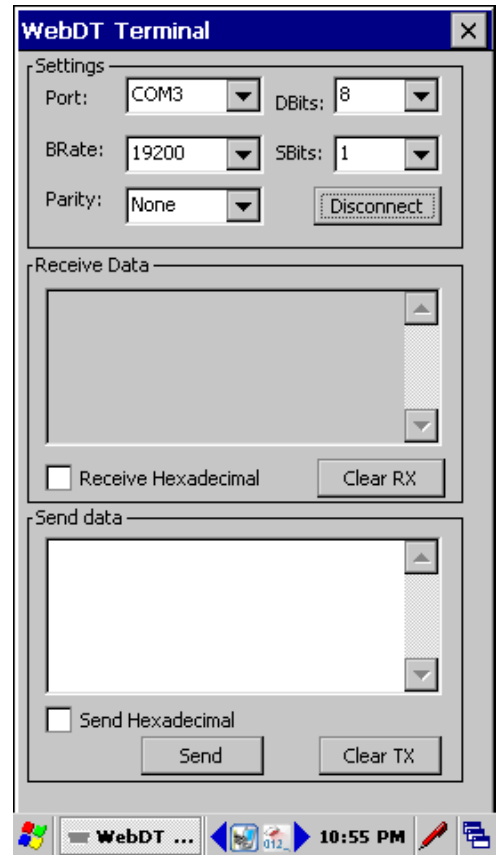 WebDT Terminal
Settings
Port: COM3 DBits: 8
BRate: 19200 SBits: 1
Parity: None Disconnect
Receive Data
Receive Hexadecimal Clear RX
Send data
Send Hexadecimal
Send Clear TX
WebDT ... 012_ 10:55 PM